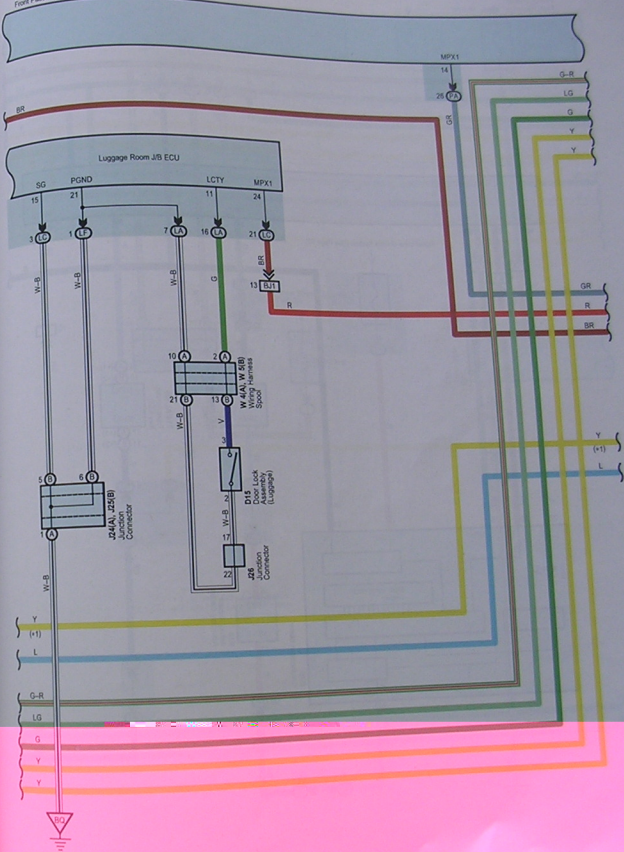 MPX1
14
26 PA
G–R
LG
G
Y
Y
BR
GR
Luggage Room J/B ECU
SG
PGND
LCTY
MPX1
15
21
11
24
3 LC
1 LF
7 LA
16 LA
21 LC
W–B
W–B
W–B
G
BR
13 BJ1
R
GR
R
BR
10 A
2 A
W 4(A), W 5(B)
Wiring Harness
Spool
21 B
13 B
W–B
V
3
D15
Door Lock
Assembly
(Luggage)
2
W–B
17
J26
Junction
Connector
22
5 B
6 B
J24(A), J25(B)
Junction
Connector
1 A
W–B
Y
(*1)
L
Y
(*1)
L
G–R
LG
G
Y
Y
BQ